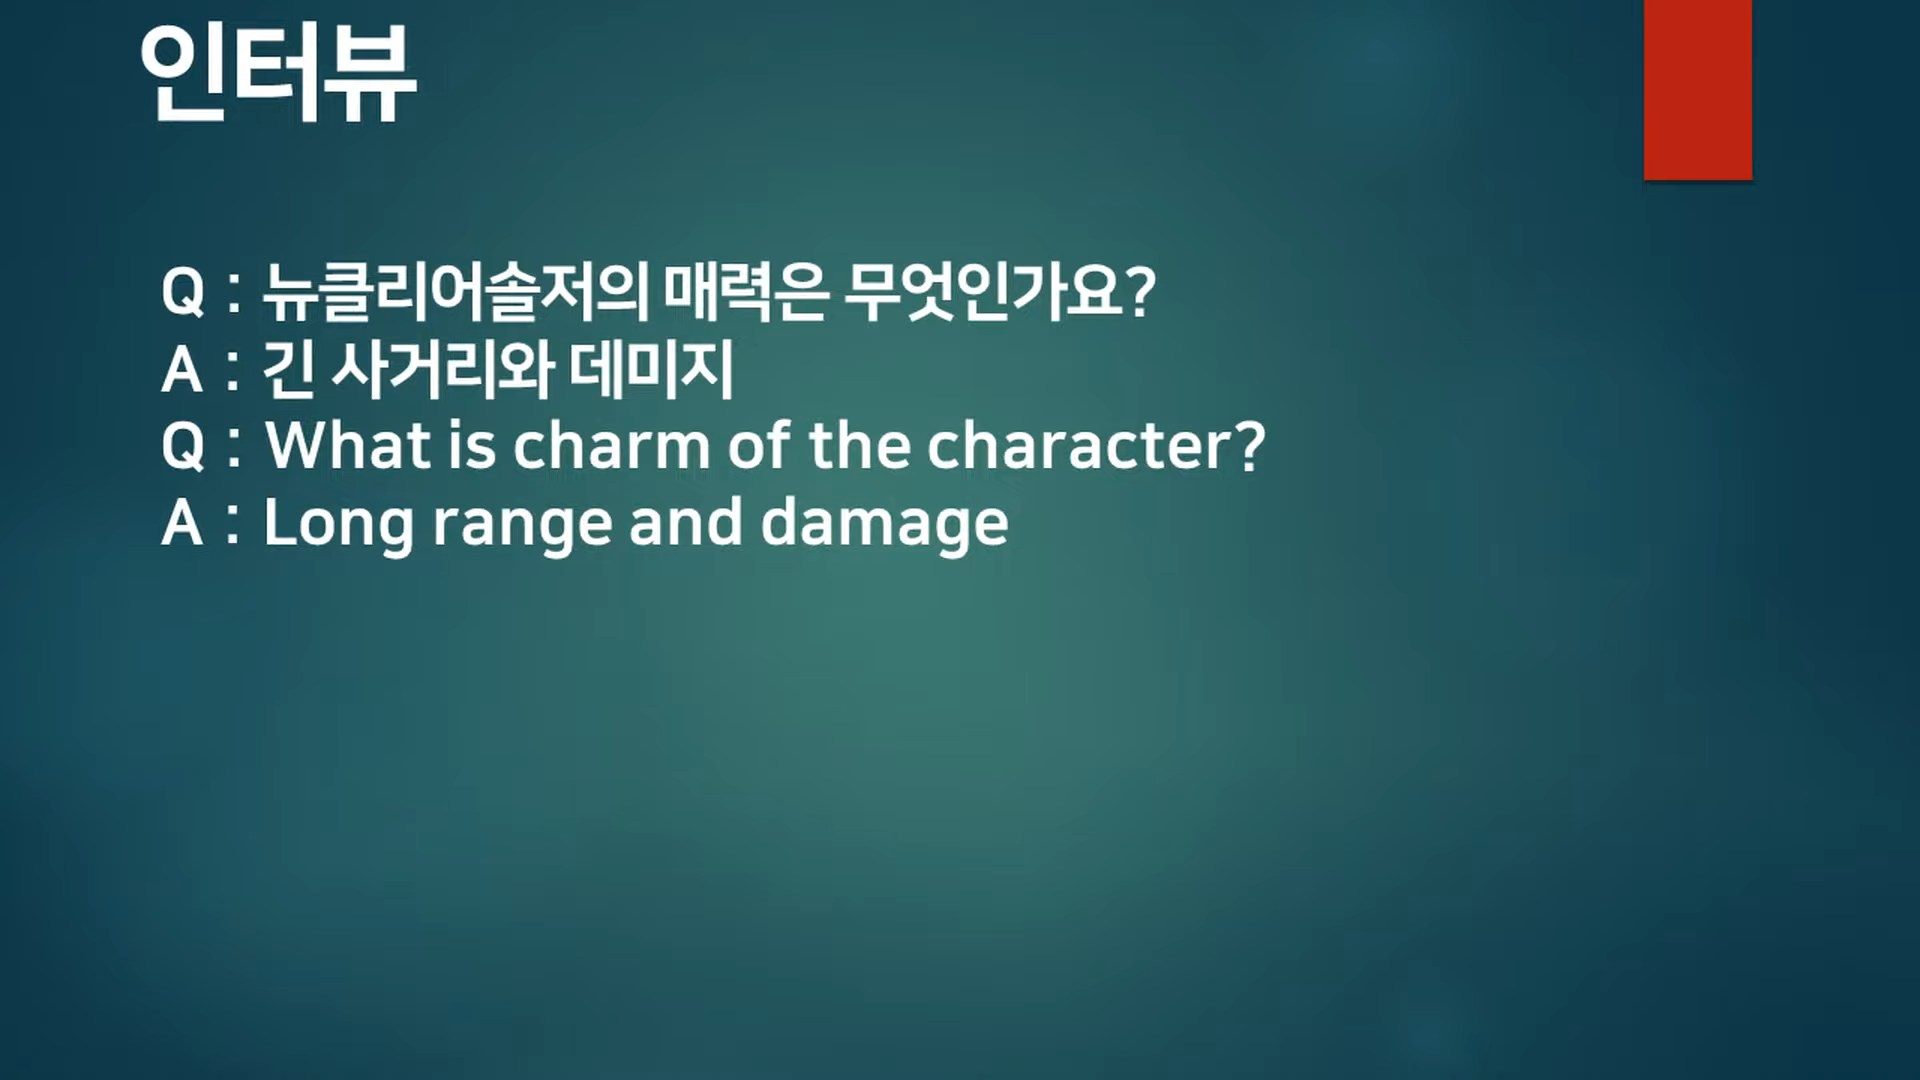 인터뷰
Q : 뉴클리어솔저의 매력은 무엇인가요?
A : 긴 사거리와 데미지
Q : What is charm of the character?
A : Long range and damage